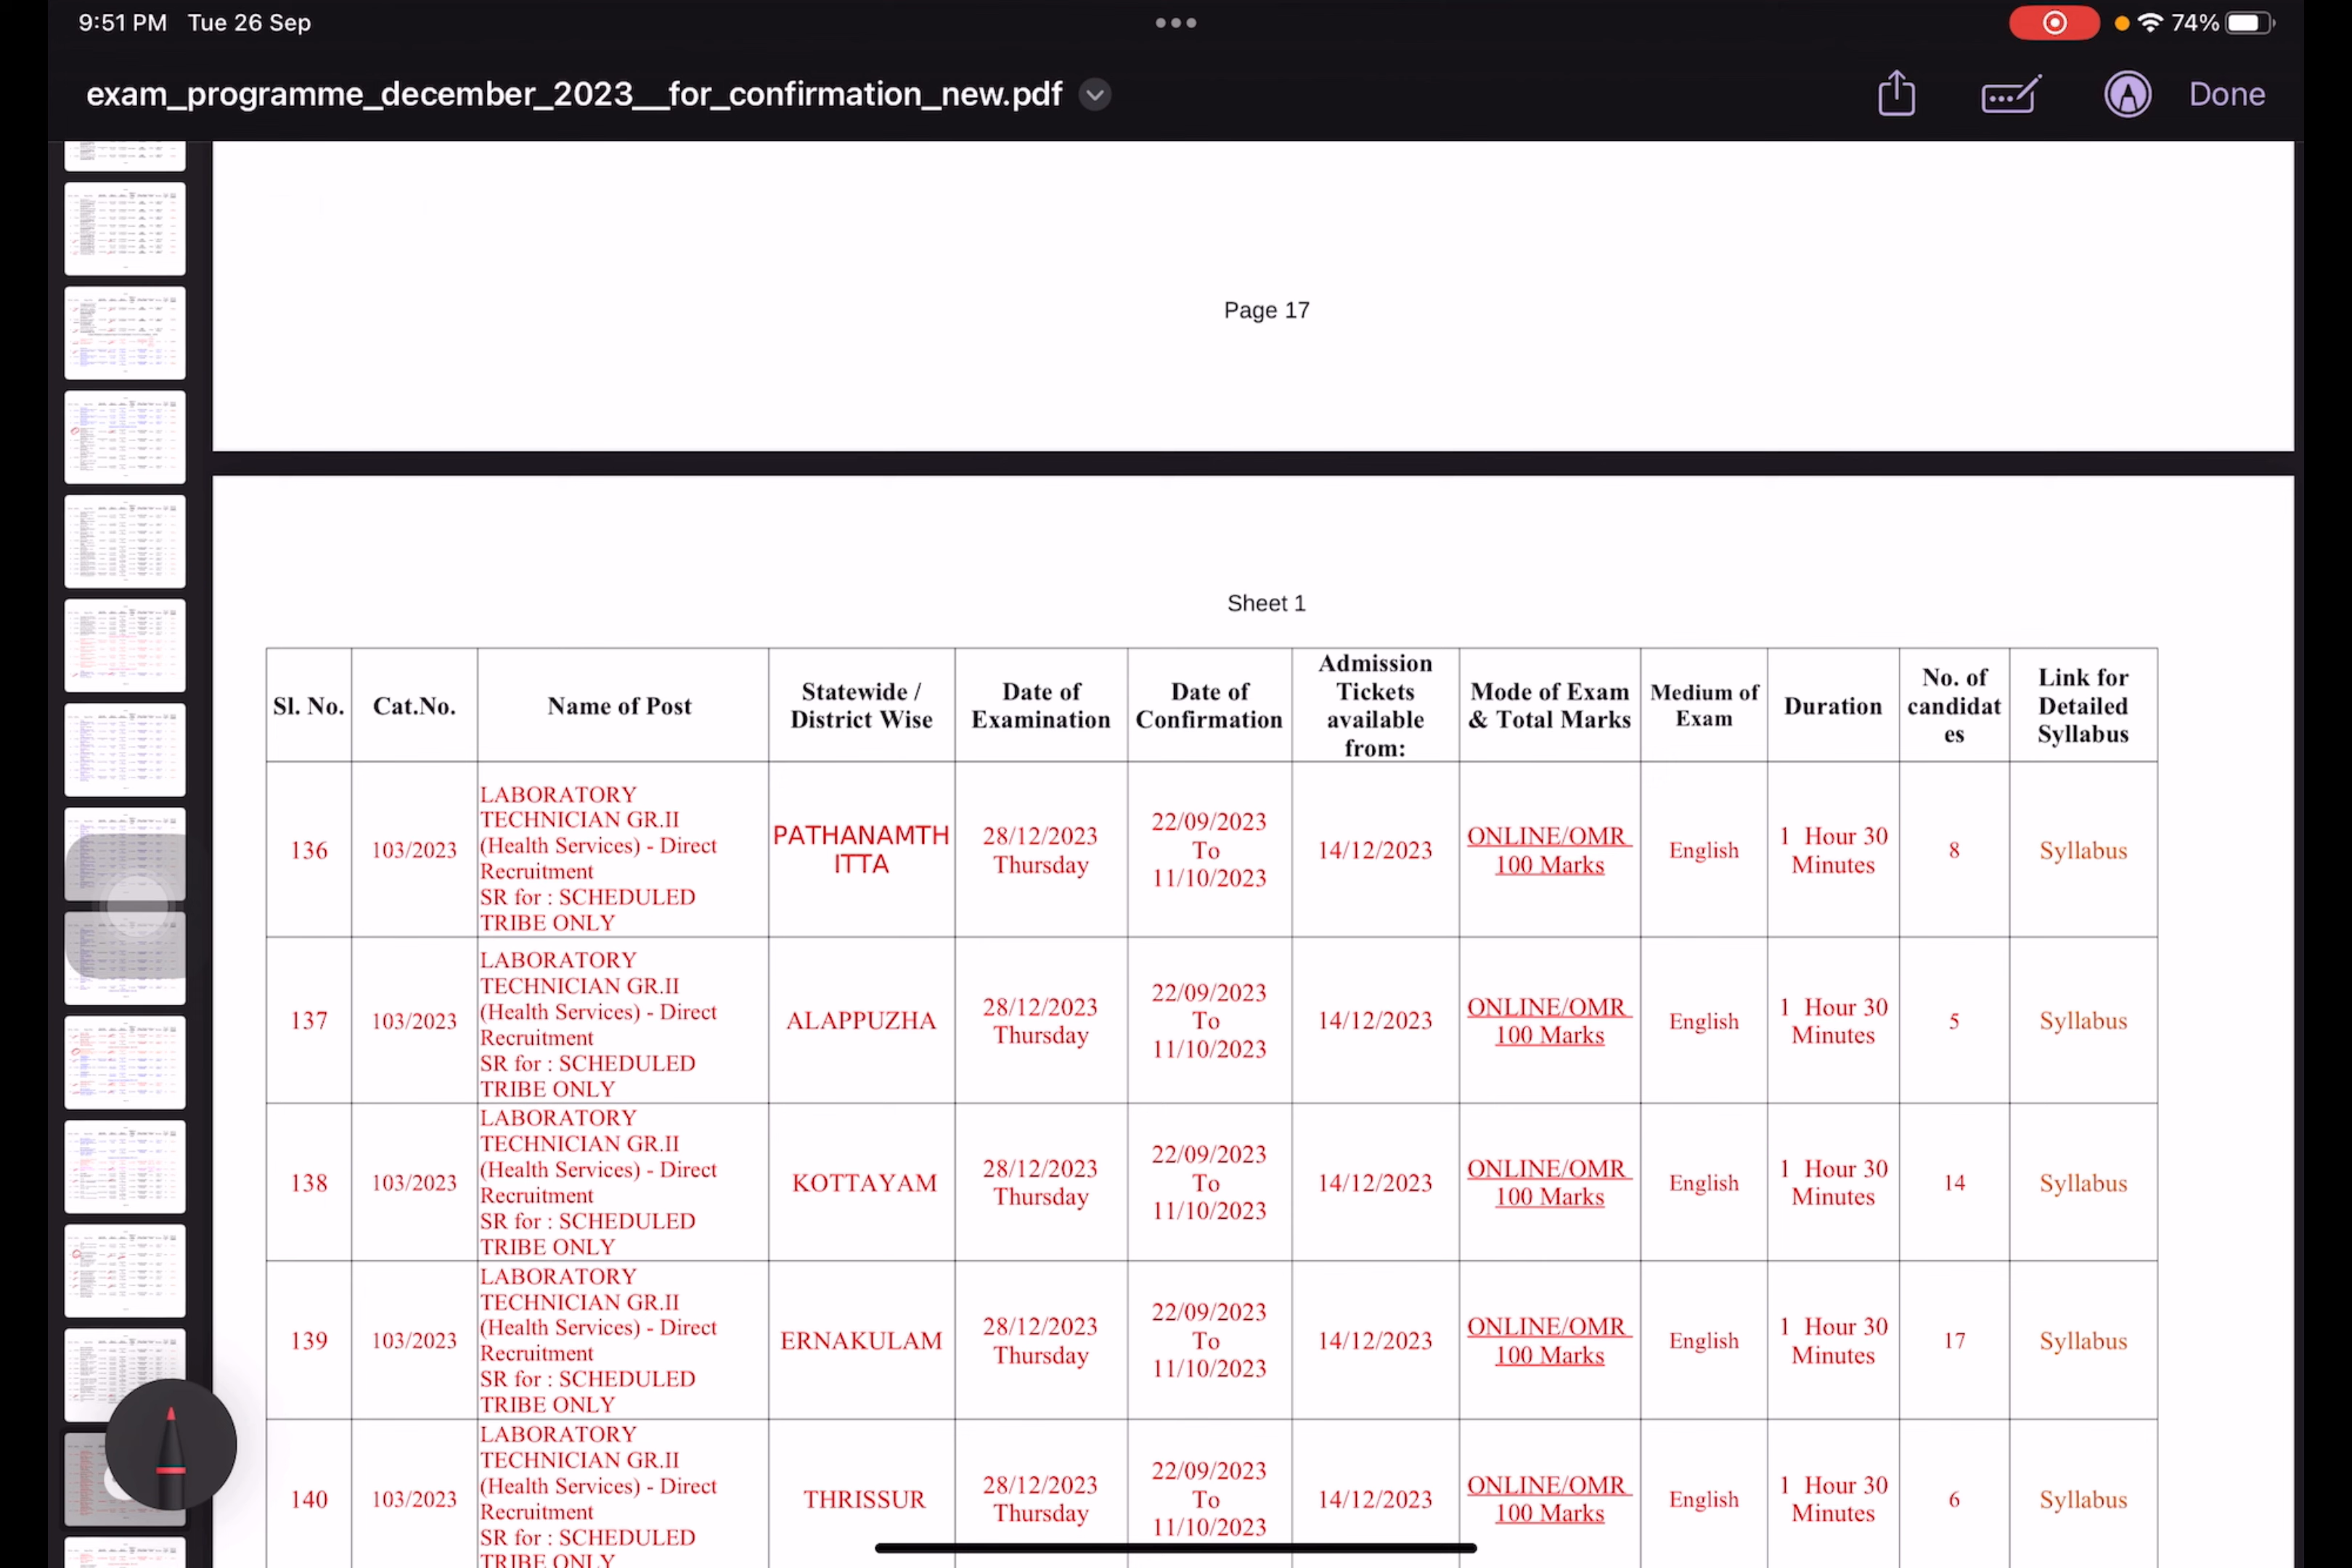 9:51 PM Tue 26 Sep
74%
exam_programme_december_2023__for_confirmation_new.pdf
Done
Page 17
Sheet 1
Sl. No. | Cat.No. | Name of Post | Statewide / District Wise | Date of Examination | Date of Confirmation | Admission Tickets available from: | Mode of Exam & Total Marks | Medium of Exam | Duration | No. of candidates | Link for Detailed Syllabus
136 | 103/2023 | LABORATORY TECHNICIAN GR.II (Health Services) - Direct Recruitment SR for : SCHEDULED TRIBE ONLY | PATHANAMTHITTA | 28/12/2023 Thursday | 22/09/2023 To 11/10/2023 | 14/12/2023 | ONLINE/OMR 100 Marks | English | 1 Hour 30 Minutes | 8 | Syllabus
137 | 103/2023 | LABORATORY TECHNICIAN GR.II (Health Services) - Direct Recruitment SR for : SCHEDULED TRIBE ONLY | ALAPPUZHA | 28/12/2023 Thursday | 22/09/2023 To 11/10/2023 | 14/12/2023 | ONLINE/OMR 100 Marks | English | 1 Hour 30 Minutes | 5 | Syllabus
138 | 103/2023 | LABORATORY TECHNICIAN GR.II (Health Services) - Direct Recruitment SR for : SCHEDULED TRIBE ONLY | KOTTAYAM | 28/12/2023 Thursday | 22/09/2023 To 11/10/2023 | 14/12/2023 | ONLINE/OMR 100 Marks | English | 1 Hour 30 Minutes | 14 | Syllabus
139 | 103/2023 | LABORATORY TECHNICIAN GR.II (Health Services) - Direct Recruitment SR for : SCHEDULED TRIBE ONLY | ERNAKULAM | 28/12/2023 Thursday | 22/09/2023 To 11/10/2023 | 14/12/2023 | ONLINE/OMR 100 Marks | English | 1 Hour 30 Minutes | 17 | Syllabus
140 | 103/2023 | LABORATORY TECHNICIAN GR.II (Health Services) - Direct Recruitment SR for : SCHEDULED TRIBE ONLY | THRISSUR | 28/12/2023 Thursday | 22/09/2023 To 11/10/2023 | 14/12/2023 | ONLINE/OMR 100 Marks | English | 1 Hour 30 Minutes | 6 | Syllabus